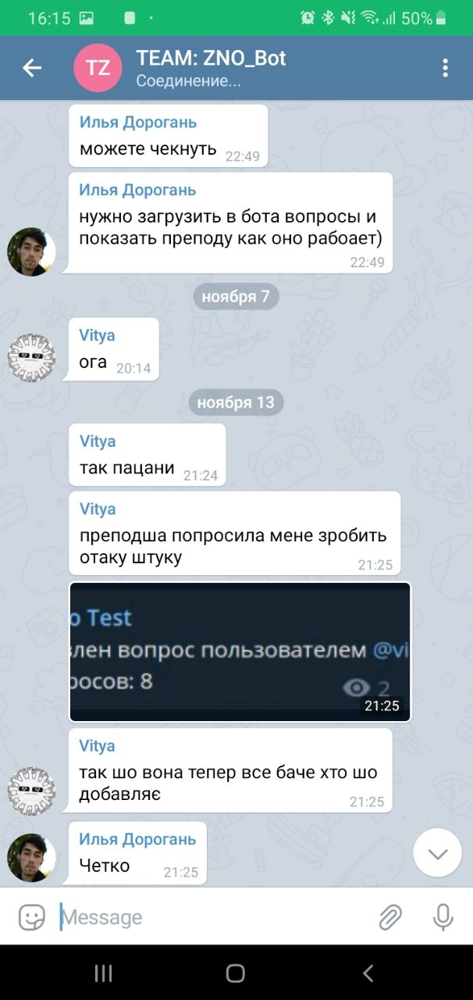 16:15
50%
TZ
TEAM: ZNO_Bot
Соединение...
Илья Дорогань
можете чекнуть
22:49
Илья Дорогань
нужно загрузить в бота вопросы и
показать преподу как оно рабоает)
22:49
ноября 7
Vitya
ога
20:14
ноября 13
Vitya
так пацани
21:24
Vitya
преподша попросила мене зробить
отаку штуку
21:25
o Test
влен вопрос пользователем @vi
росов: 8
2
21:25
Vitya
так шо вона тепер все баче хто шо
добавляє
21:25
Илья Дорогань
Четко
21:25
Message